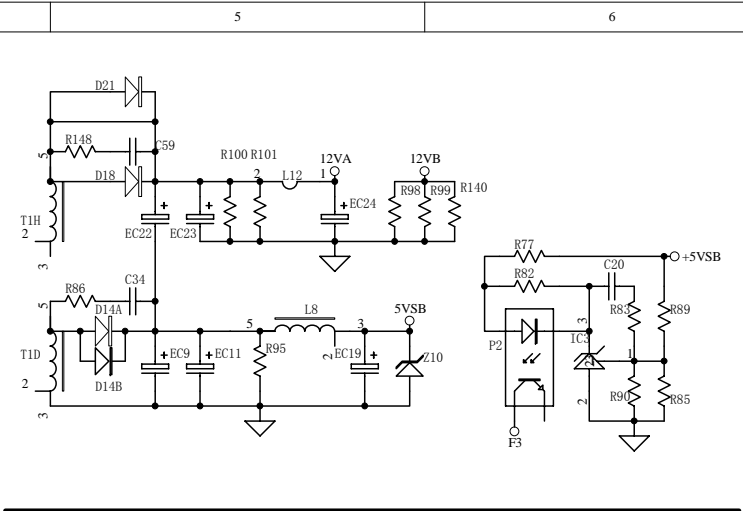 5 6
D21
R148 C59
5
R100 R101
12VA 12VB
D18 2 L12 1
R98 R99 R140
T1H EC24
2 EC22 EC23
3
R77
+5VSB
R82 C20
R86 C34
5 D14A L8 5VSB
R83 R89
5 3 3
T1D P2 IC3
EC9 EC11 R95 2 EC19 Z10 1
23
2 D14B R90 R85
3 2
F3